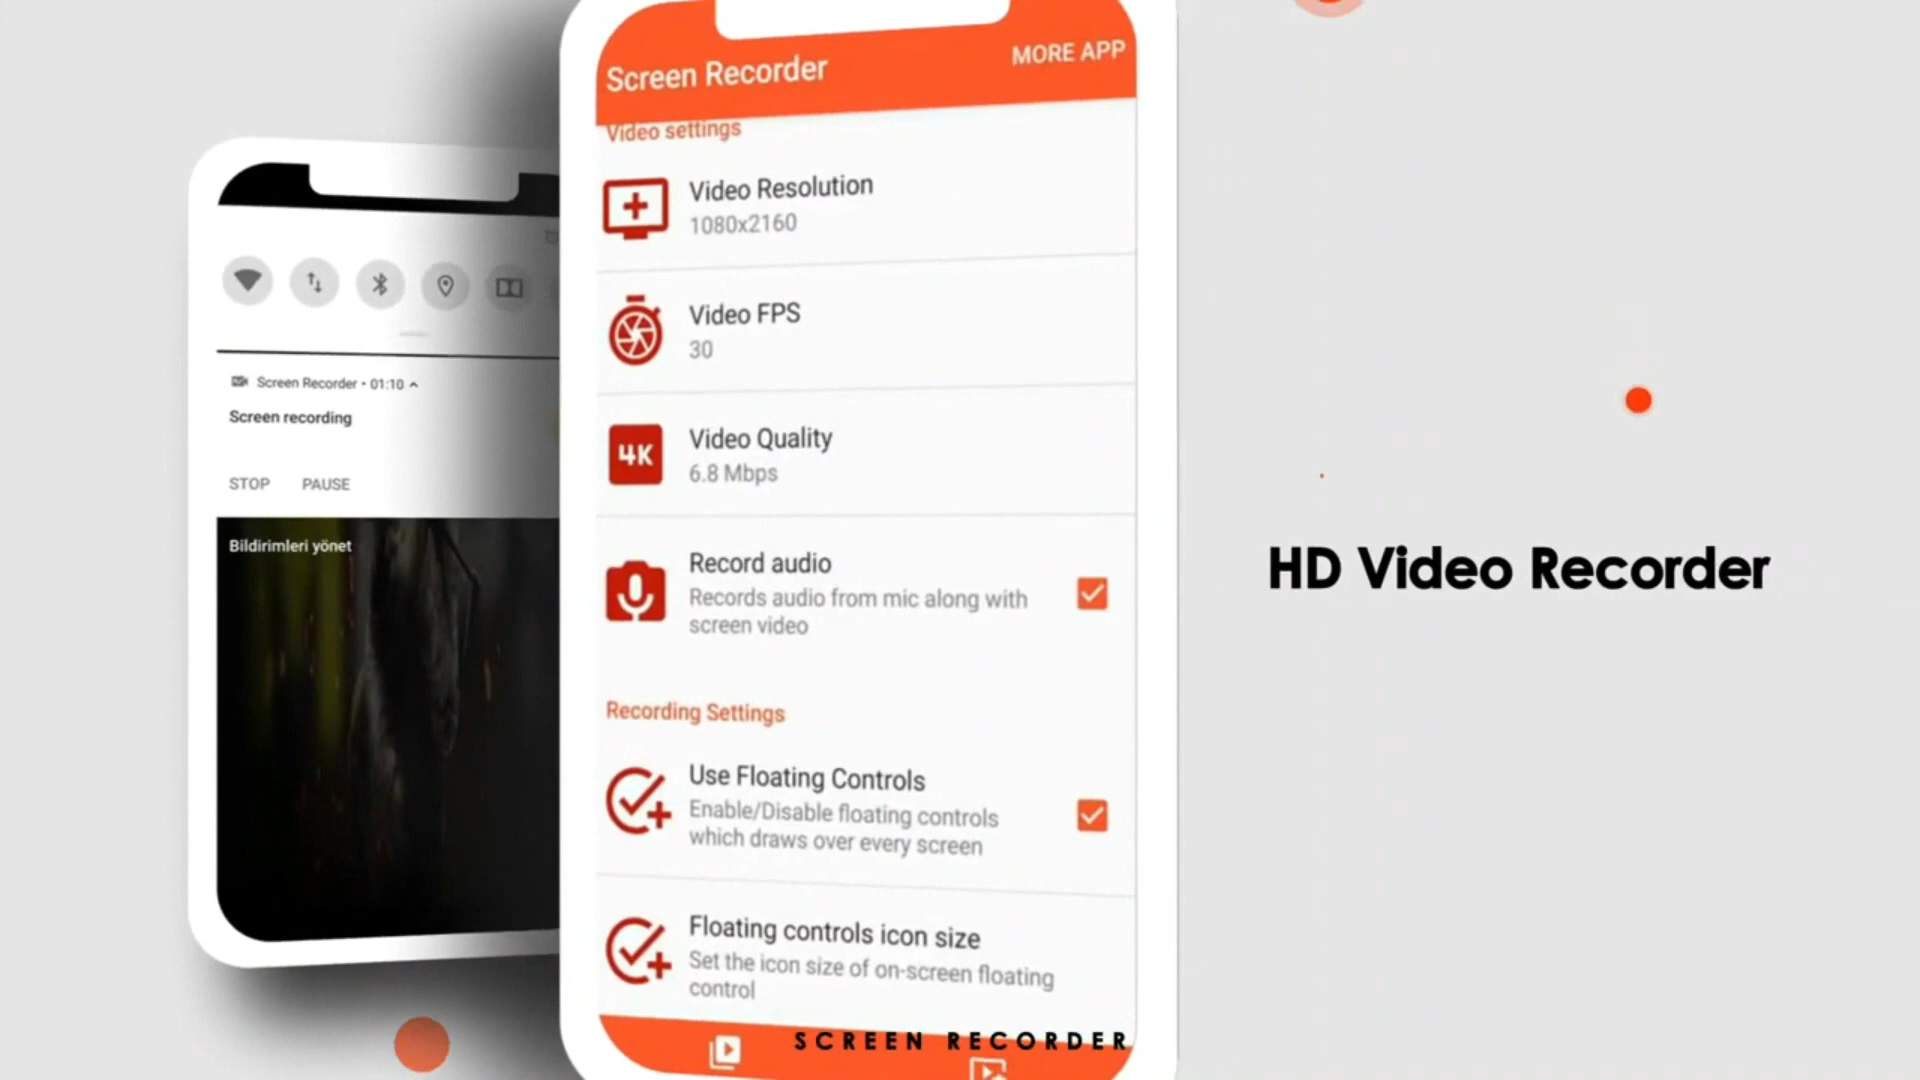 Screen Recorder
MORE APP
Video settings
Video Resolution
1080x2160
Video FPS
30
4K
Video Quality
6.8 Mbps
Record audio
Records audio from mic along with
screen video
Recording Settings
Use Floating Controls
Enable/Disable floating controls
which draws over every screen
Floating controls icon size
Set the icon size of on-screen floating
control
SCREEN RECORDER
Screen Recorder • 01:10
Screen recording
STOP PAUSE
Bildirimleri yönet
HD Video Recorder